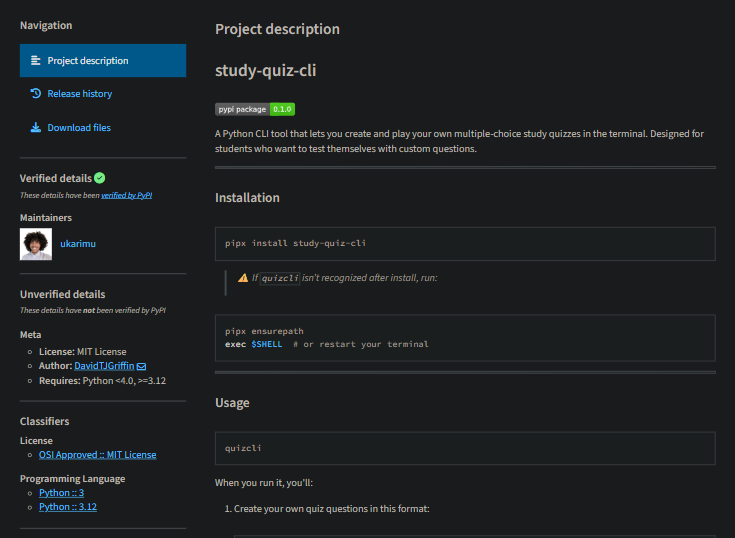 Navigation
Project description
Release history
Download files
Verified details
These details have been verified by PyPI
Maintainers
ukarimu
Unverified details
These details have not been verified by PyPI
Meta
License: MIT License
Author: DavidTJGriffin
Requires: Python <4.0, >=3.12
Classifiers
License
OSI Approved :: MIT License
Programming Language
Python :: 3
Python :: 3.12
Project description
study-quiz-cli
pypi package 0.1.0
A Python CLI tool that lets you create and play your own multiple-choice study quizzes in the terminal. Designed for
students who want to test themselves with custom questions.
Installation
pipx install study-quiz-cli
⚠ If quizcli isn't recognized after install, run:
pipx ensurepath
exec $SHELL  # or restart your terminal
Usage
quizcli
When you run it, you'll:
1. Create your own quiz questions in this format: